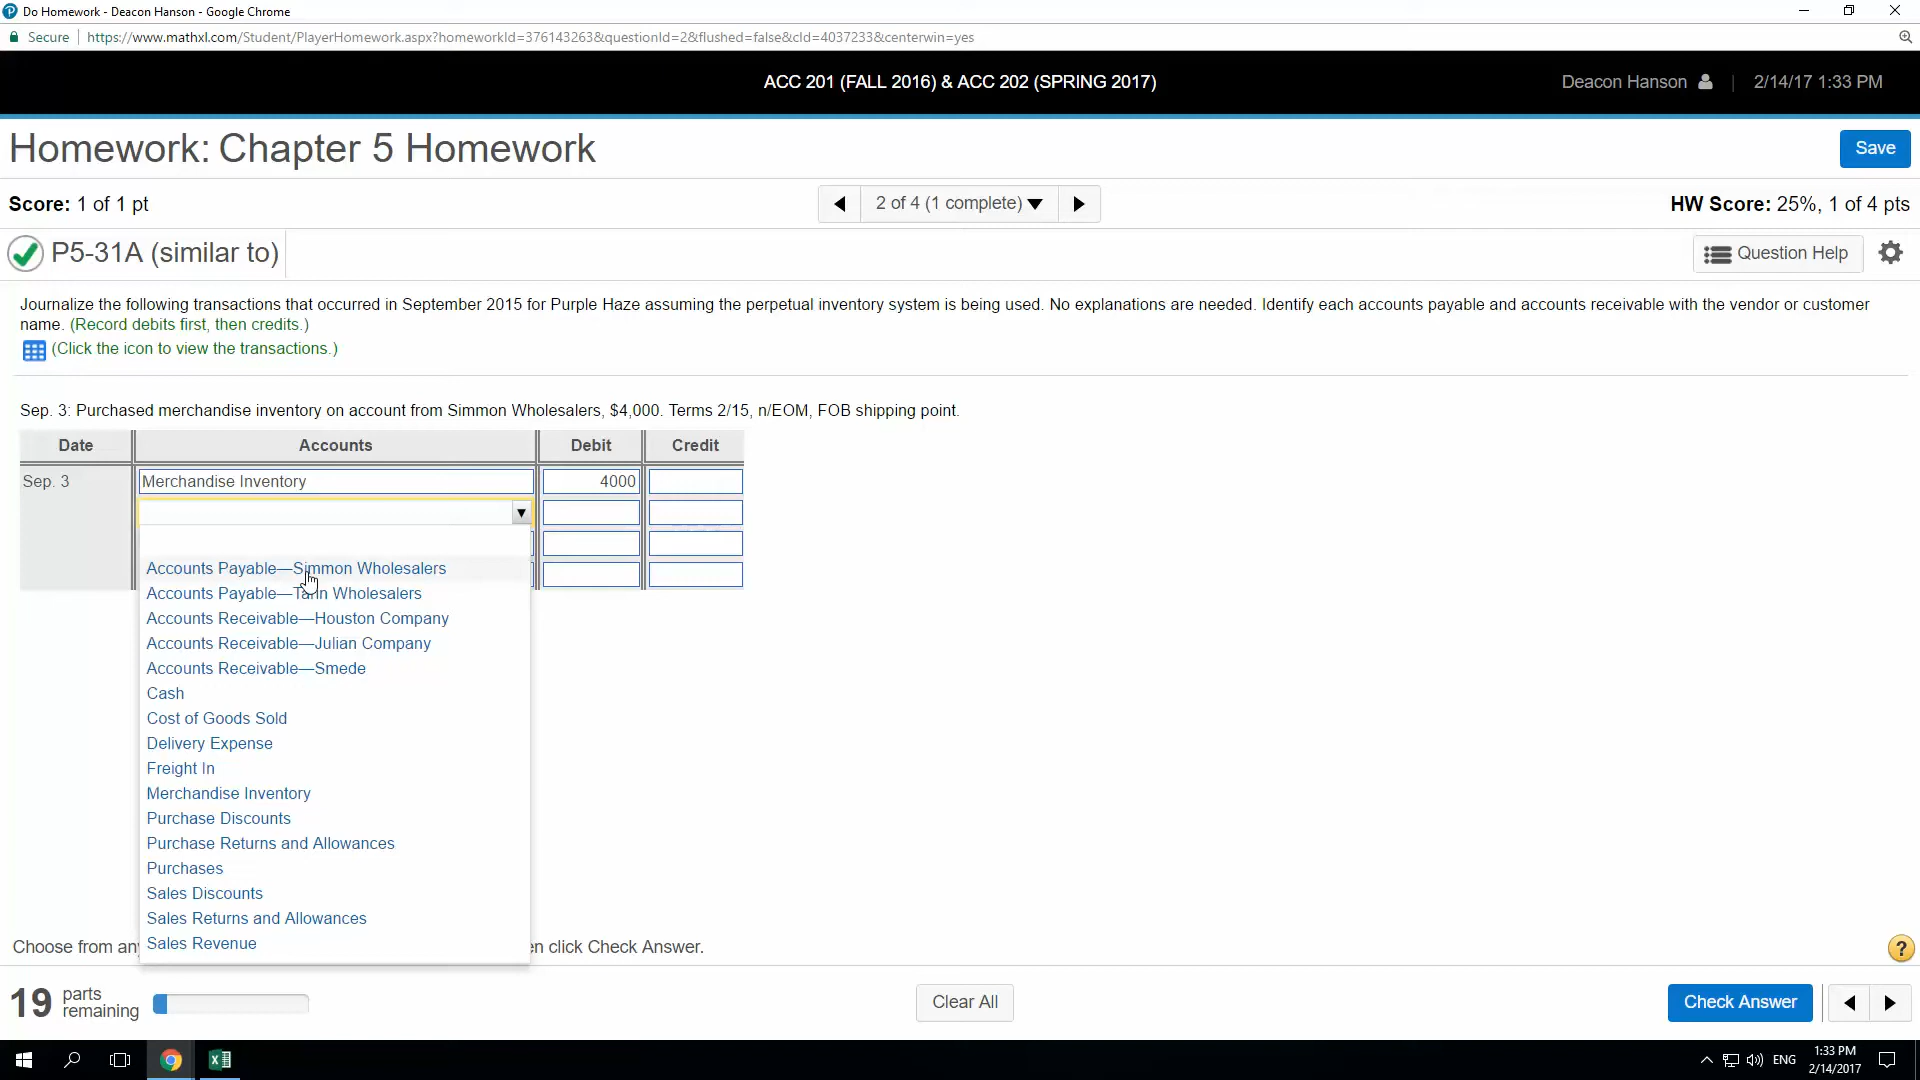 Do Homework - Deacon Hanson - Google Chrome
Secure https://www.mathxl.com/Student/PlayerHomework.aspx?homeworkId=376143263&questionId=2&flushed=false&cId=4037233&centerwin=yes
ACC 201 (FALL 2016) & ACC 202 (SPRING 2017)
Deacon Hanson 2/14/17 1:33 PM
Homework: Chapter 5 Homework
Save
Score: 1 of 1 pt
2 of 4 (1 complete)
HW Score: 25%, 1 of 4 pts
P5-31A (similar to)
Question Help
Journalize the following transactions that occurred in September 2015 for Purple Haze assuming the perpetual inventory system is being used. No explanations are needed. Identify each accounts payable and accounts receivable with the vendor or customer
name. (Record debits first, then credits.)
(Click the icon to view the transactions.)
Sep. 3: Purchased merchandise inventory on account from Simmon Wholesalers, $4,000. Terms 2/15, n/EOM, FOB shipping point.
Date Accounts Debit Credit
Sep. 3 Merchandise Inventory 4000
Accounts Payable—Simmon Wholesalers
Accounts Payable— Wholesalers
Accounts Receivable—Houston Company
Accounts Receivable—Julian Company
Accounts Receivable—Smede
Cash
Cost of Goods Sold
Delivery Expense
Freight In
Merchandise Inventory
Purchase Discounts
Purchase Returns and Allowances
Purchases
Sales Discounts
Sales Returns and Allowances
Sales Revenue
Choose from an
n click Check Answer.
?
19 parts
remaining
Clear All
Check Answer
ENG
1:33 PM
2/14/2017